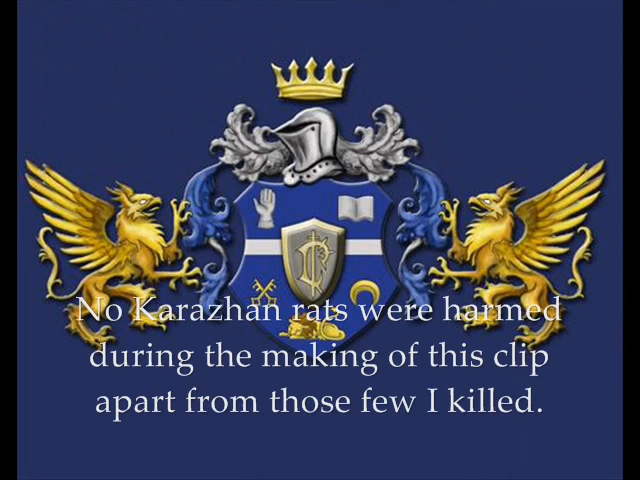 No Karazhan rats were harmed
during the making of this clip
apart from those few I killed.